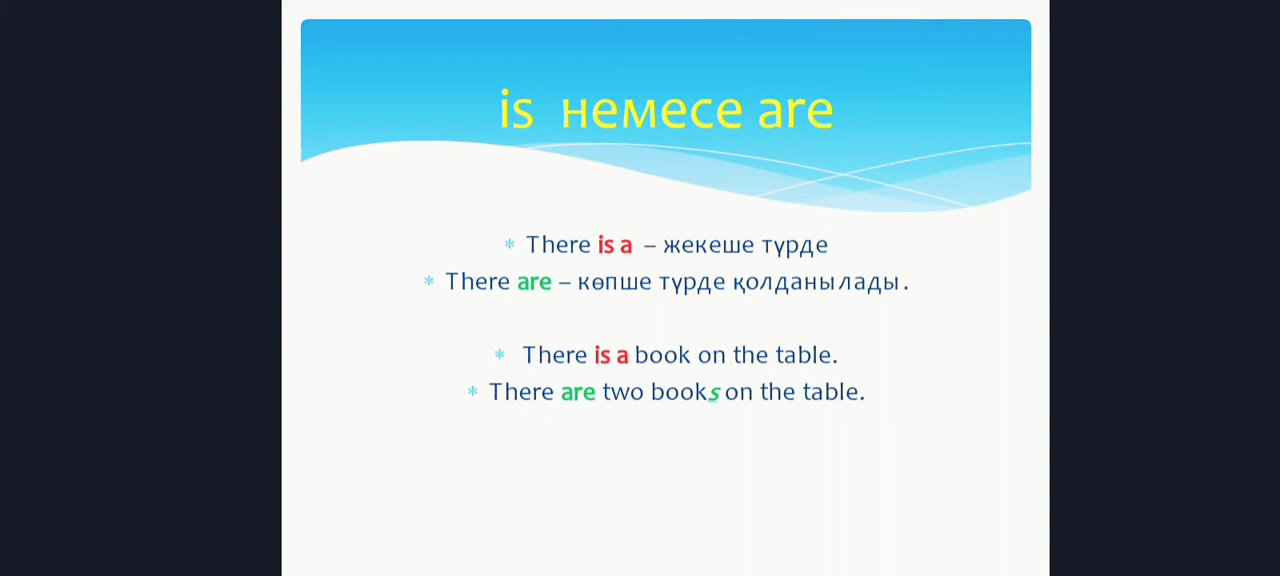 is немесе are
* There is a – жекеше түрде
* There are – көпше түрде қолданылады.
* There is a book on the table.
* There are two books on the table.